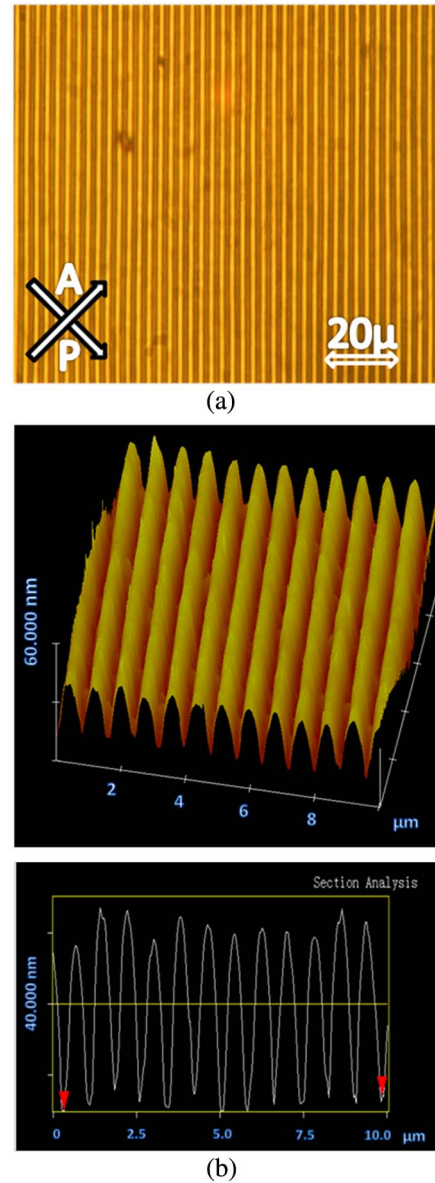 A
P
20μ
(a)
60.000 nm
2 4 6 8 μm
Section Analysis
40.000 nm
0 2.5 5.0 7.5 10.0 μm
(b)